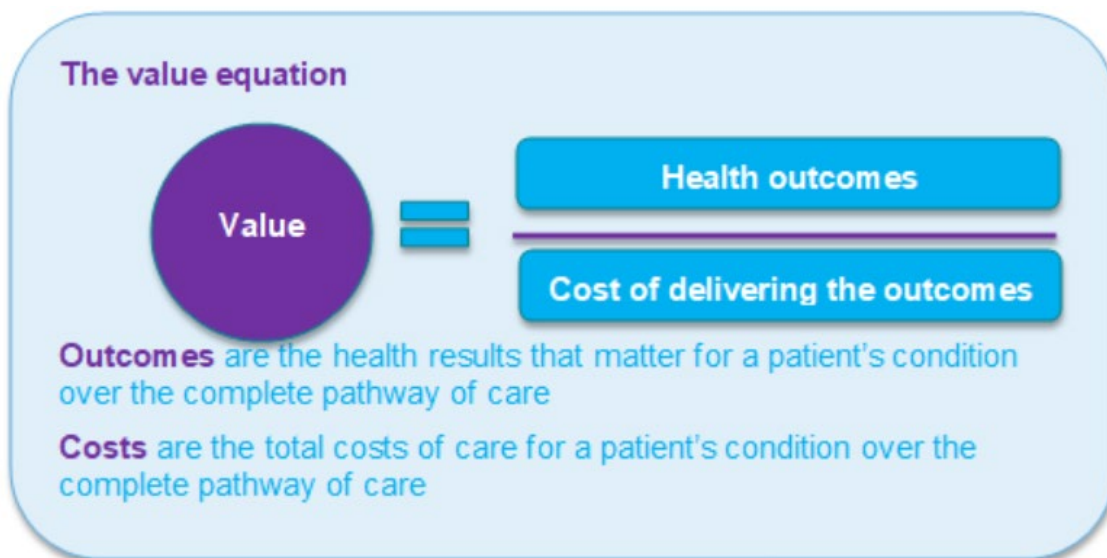 The value equation
Value
Health outcomes
Cost of delivering the outcomes
Outcomes are the health results that matter for a patient's condition
over the complete pathway of care
Costs are the total costs of care for a patient's condition over the
complete pathway of care